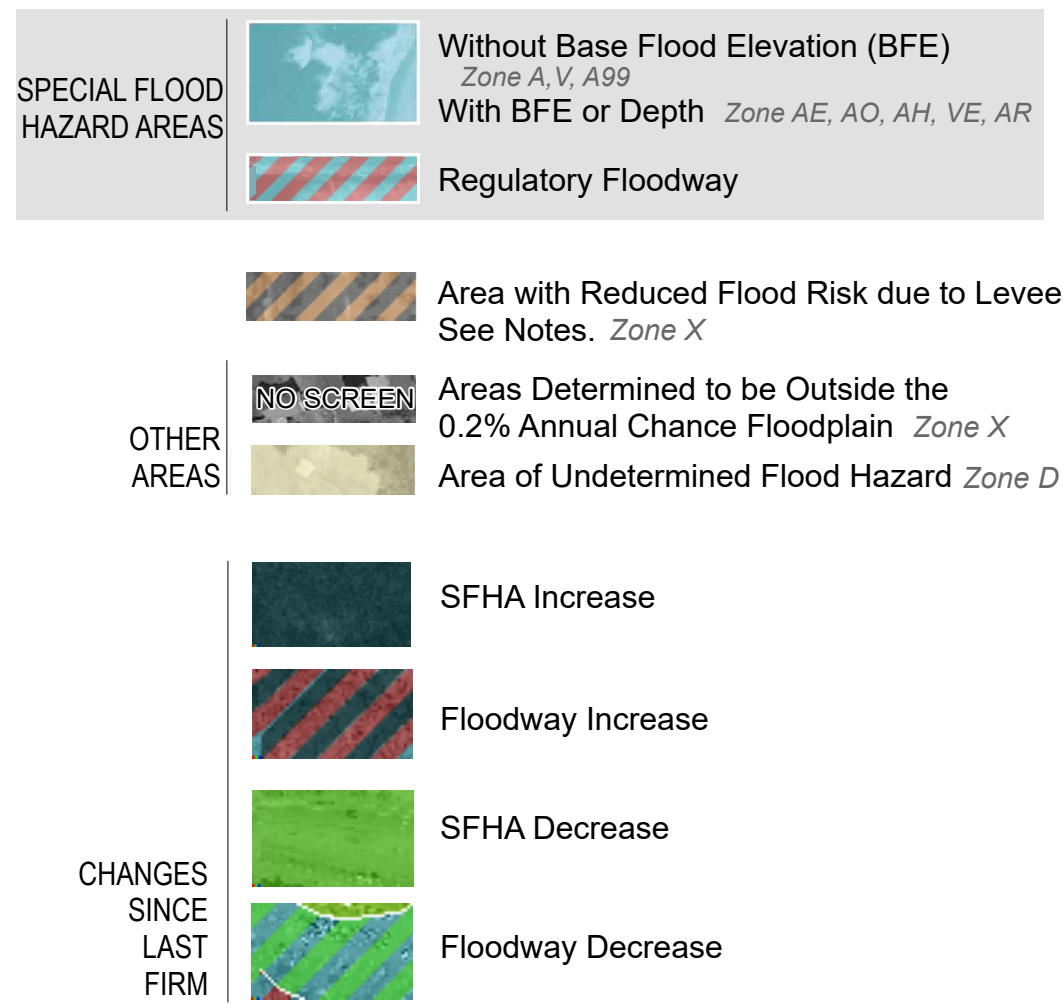 SPECIAL FLOOD
HAZARD AREAS
Without Base Flood Elevation (BFE)
Zone A,V, A99
With BFE or Depth Zone AE, AO, AH, VE, AR
Regulatory Floodway
Area with Reduced Flood Risk due to Levee
See Notes. Zone X
OTHER
AREAS
NO SCREEN
Areas Determined to be Outside the
0.2% Annual Chance Floodplain Zone X
Area of Undetermined Flood Hazard Zone D
CHANGES
SINCE
LAST
FIRM
SFHA Increase
Floodway Increase
SFHA Decrease
Floodway Decrease